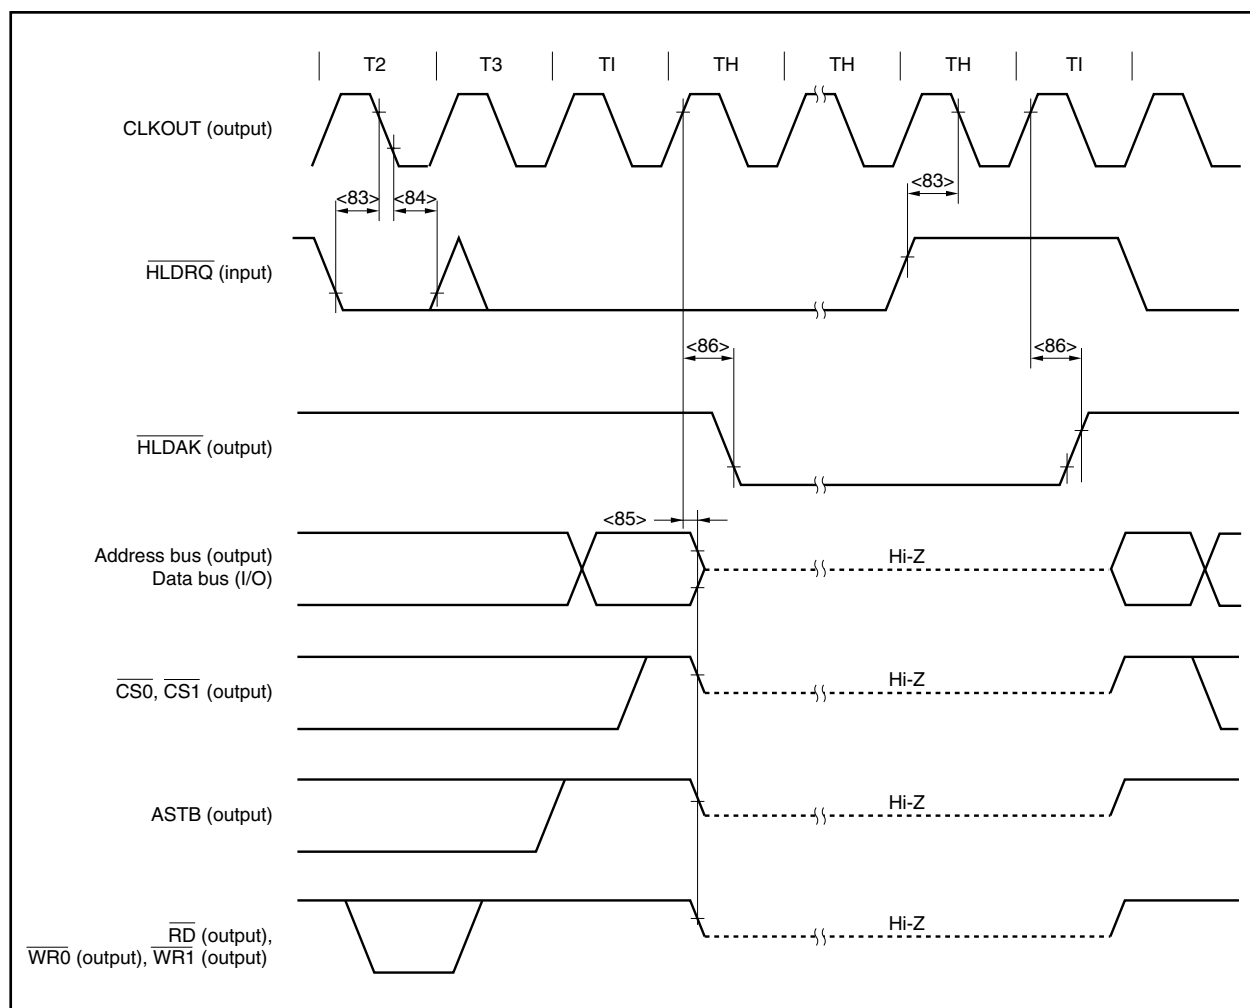 T2 T3 TI TH TH TH TI
CLKOUT (output)
<83> <84> <83>
HLDRQ (input)
<86> <86>
HLDAK (output)
<85>
Address bus (output)
Data bus (I/O)
Hi-Z
CS0, CS1 (output)
Hi-Z
ASTB (output)
Hi-Z
RD (output),
WR0 (output), WR1 (output)
Hi-Z